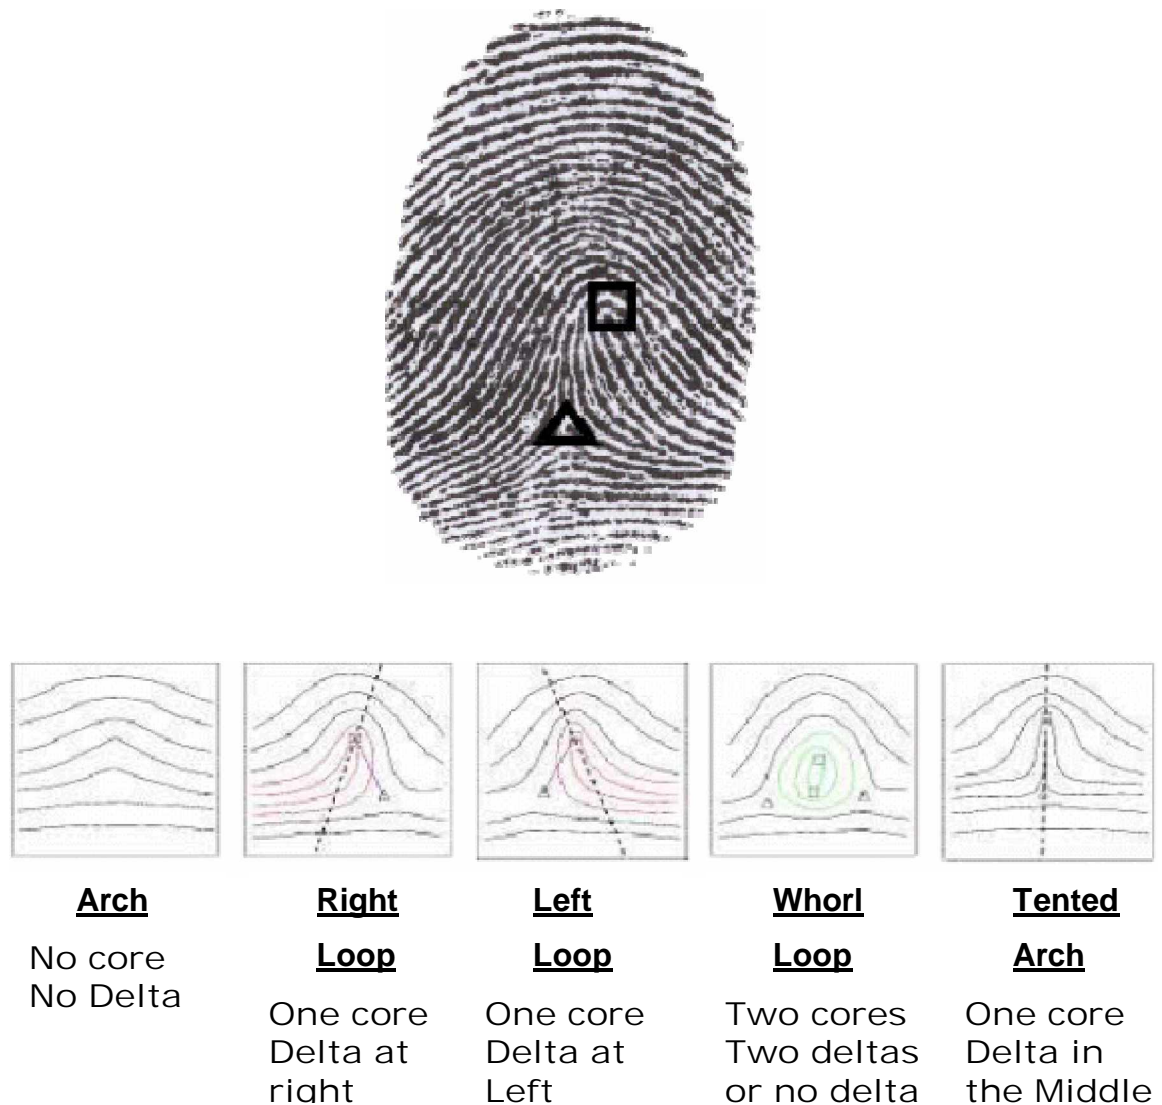 Arch
No core
No Delta
Right
Loop
One core
Delta at
right
Left
Loop
One core
Delta at
Left
Whorl
Loop
Two cores
Two deltas
or no delta
Tented
Arch
One core
Delta in
the Middle